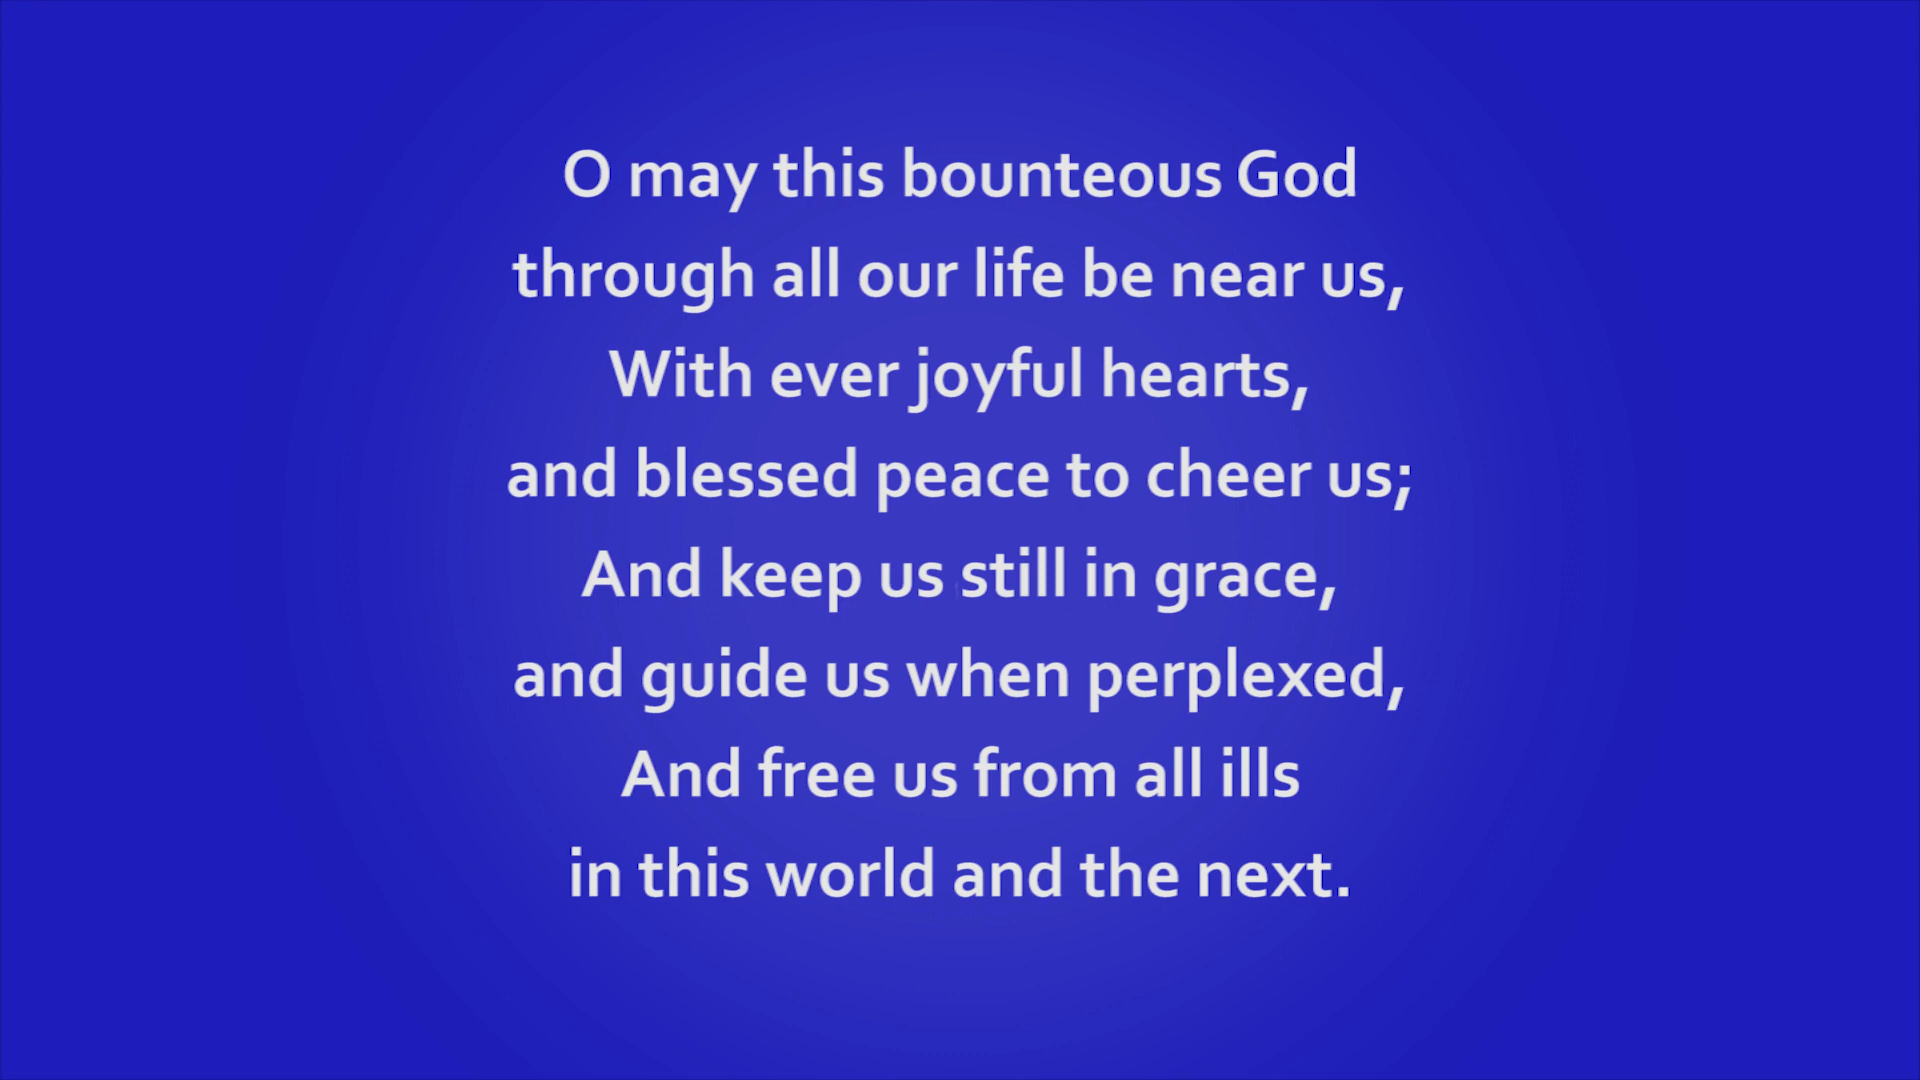 O may this bounteous God
through all our life be near us,
With ever joyful hearts,
and blessed peace to cheer us;
And keep us still in grace,
and guide us when perplexed,
And free us from all ills
in this world and the next.